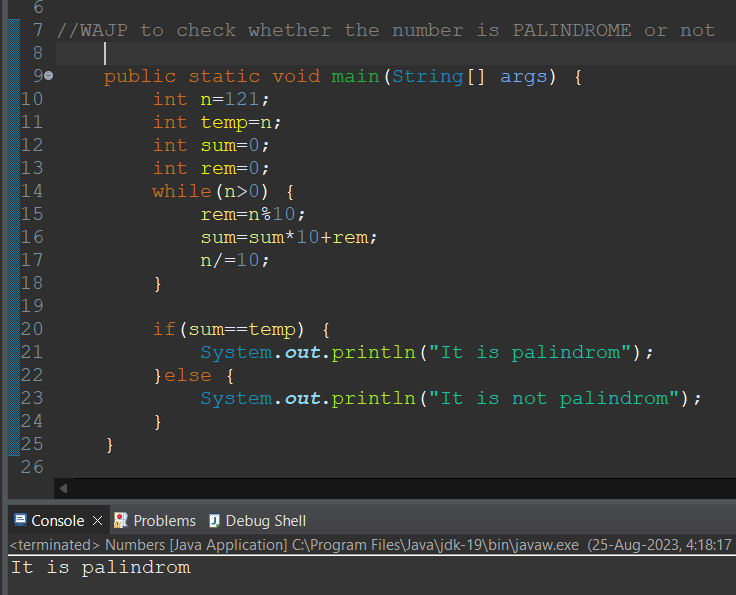 6
7 //WAJP to check whether the number is PALINDROME or not
8
9 public static void main(String[] args) {
10 int n=121;
11 int temp=n;
12 int sum=0;
13 int rem=0;
14 while(n>0) {
15 rem=n%10;
16 sum=sum*10+rem;
17 n/=10;
18 }
19
20 if(sum==temp) {
21 System.out.println("It is palindrom");
22 }else {
23 System.out.println("It is not palindrom");
24 }
25 }
26
Console Problems Debug Shell
<terminated> Numbers [Java Application] C:\Program Files\Java\jdk-19\bin\javaw.exe (25-Aug-2023, 4:18:17
It is palindrom